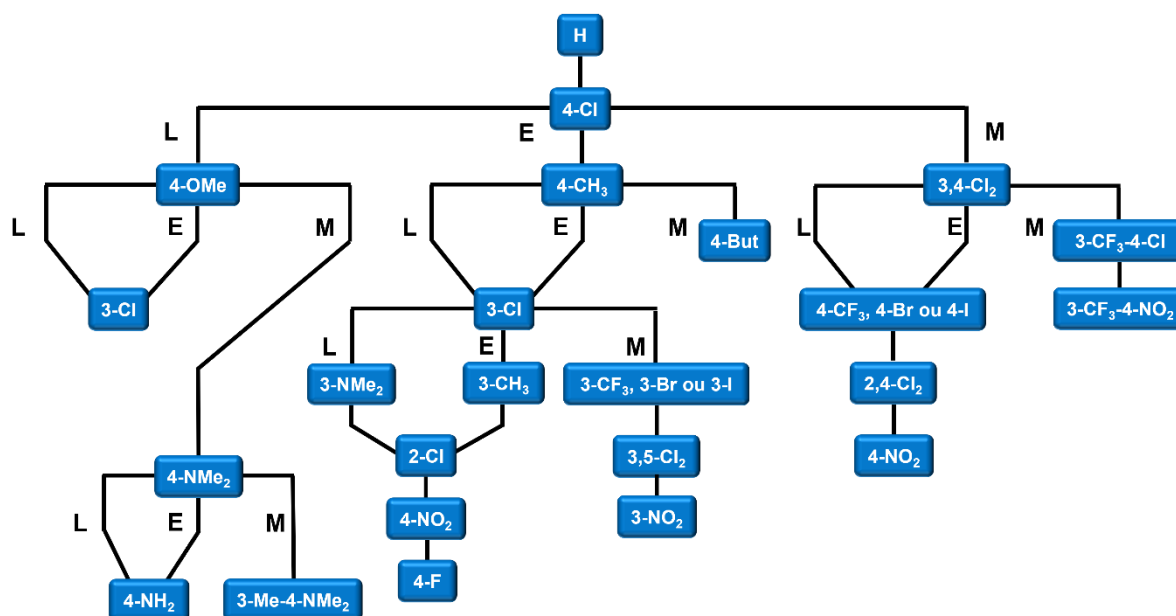 H
4-Cl
L
E
M
4-OMe
4-CH₃
3,4-Cl₂
L
E
M
L
E
M
L
E
M
4-But
3-CF₃-4-Cl
3-Cl
3-Cl
4-CF₃, 4-Br ou 4-I
3-CF₃-4-NO₂
L
E
M
3-NMe₂
3-CH₃
3-CF₃, 3-Br ou 3-I
2,4-Cl₂
2-Cl
3,5-Cl₂
4-NO₂
4-NMe₂
4-NO₂
3-NO₂
L
E
M
4-F
4-NH₂
3-Me-4-NMe₂